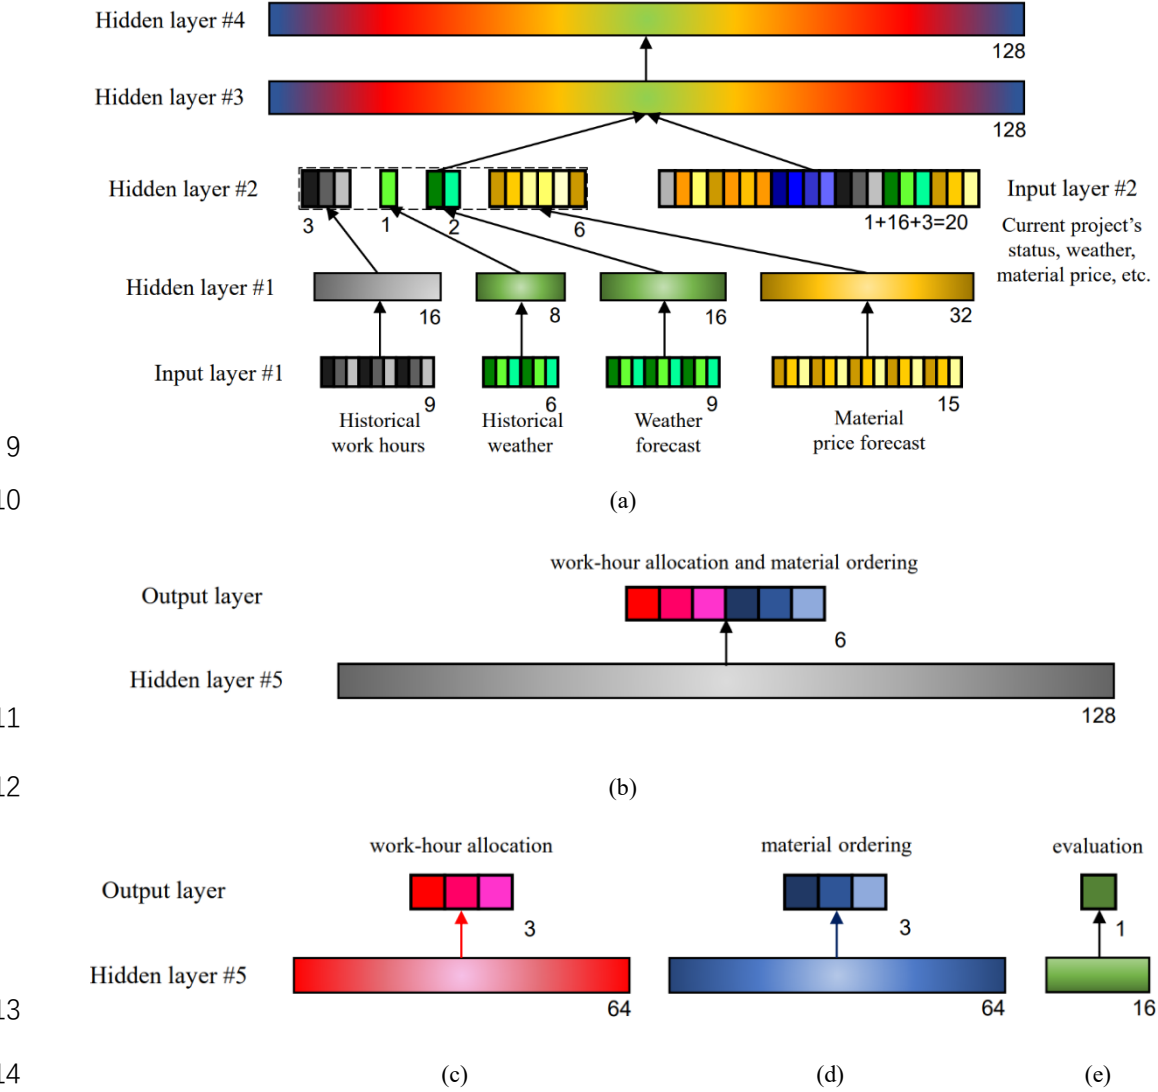 Hidden layer #4
128
Hidden layer #3
128
Hidden layer #2
3
1
2
6
1+16+3=20
Input layer #2
Current project's
status, weather,
material price, etc.
Hidden layer #1
16
8
16
32
Input layer #1
9
6
9
15
Historical
work hours
Historical
weather
Weather
forecast
Material
price forecast
9
10
(a)
work-hour allocation and material ordering
Output layer
6
Hidden layer #5
128
11
12
(b)
work-hour allocation
material ordering
evaluation
Output layer
3
3
1
Hidden layer #5
64
64
16
13
14
(c)
(d)
(e)